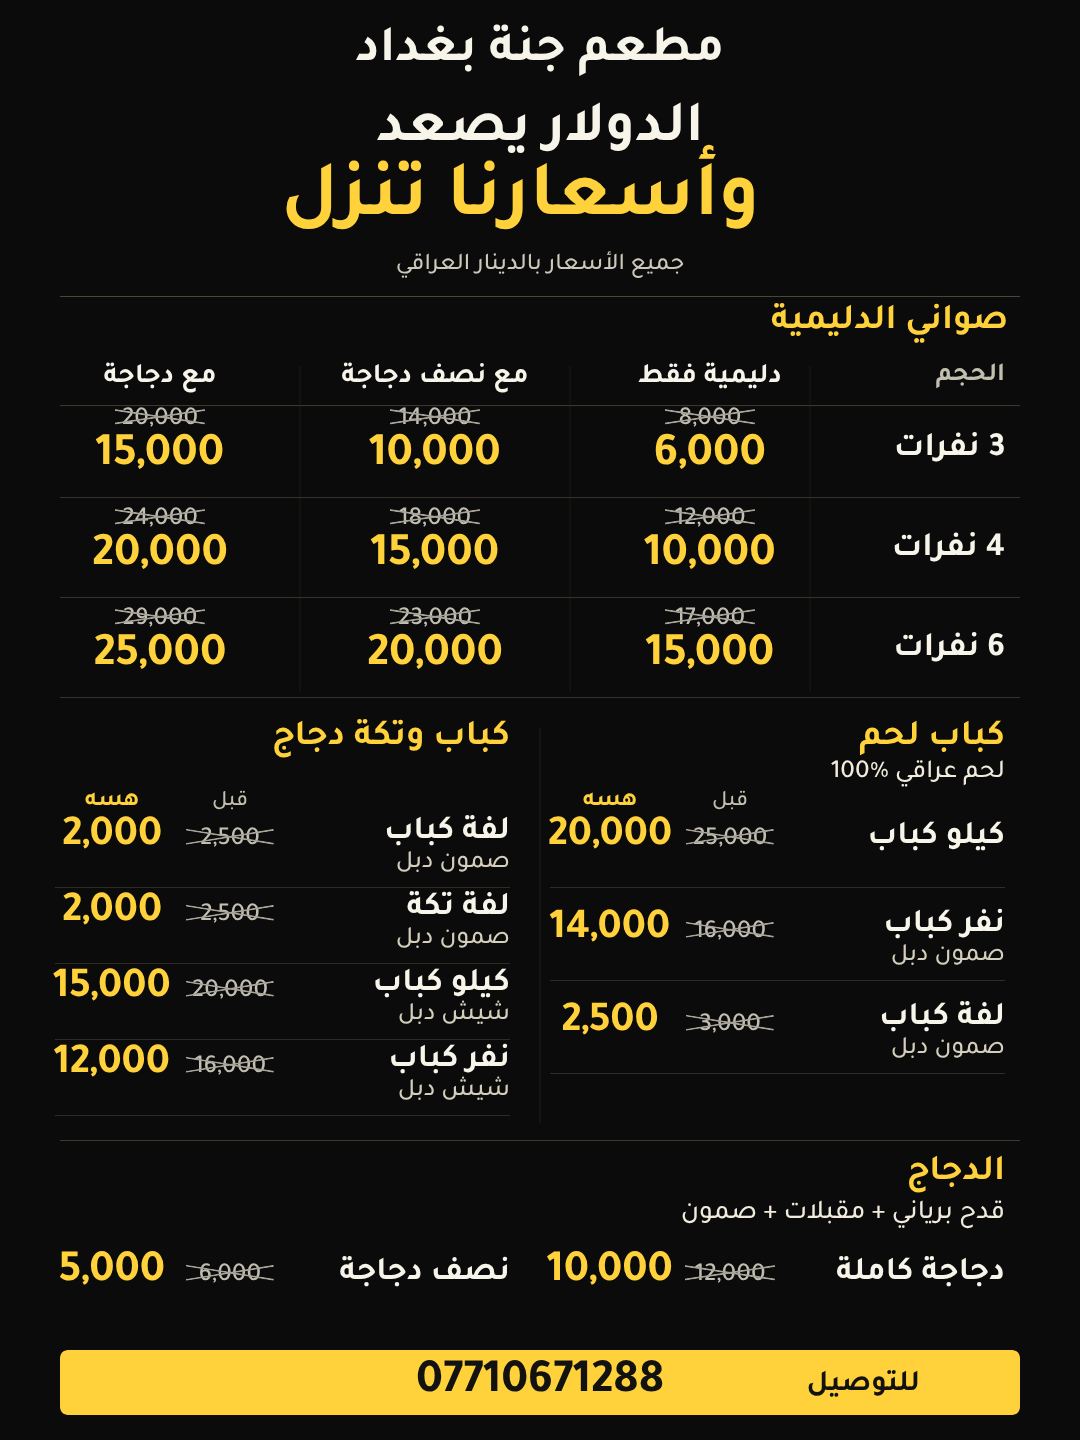 مطعم جنة بغداد
الدولار يصعد
وأسعارنا تنزل
جميع الأسعار بالدينار العراقي
صواني الدليمية
الحجم دليمية فقط مع نصف دجاجة مع دجاجة
8,000 14,000 20,000
3 نفرات 6,000 10,000 15,000
12,000 18,000 24,000
4 نفرات 10,000 15,000 20,000
17,000 23,000 29,000
6 نفرات 15,000 20,000 25,000
كباب لحم
لحم عراقي 100%
قبل هسه
كيلو كباب 25,000 20,000
نفر كباب 16,000 14,000
صمون دبل
لفة كباب 3,000 2,500
صمون دبل
كباب وتكة دجاج
قبل هسه
لفة كباب 2,500 2,000
صمون دبل
لفة تكة 2,500 2,000
صمون دبل
كيلو كباب 20,000 15,000
شيش دبل
نفر كباب 16,000 12,000
شيش دبل
الدجاج
قدح برياني + مقبلات + صمون
دجاجة كاملة 12,000 10,000 نصف دجاجة 6,000 5,000
للتوصيل 07710671288